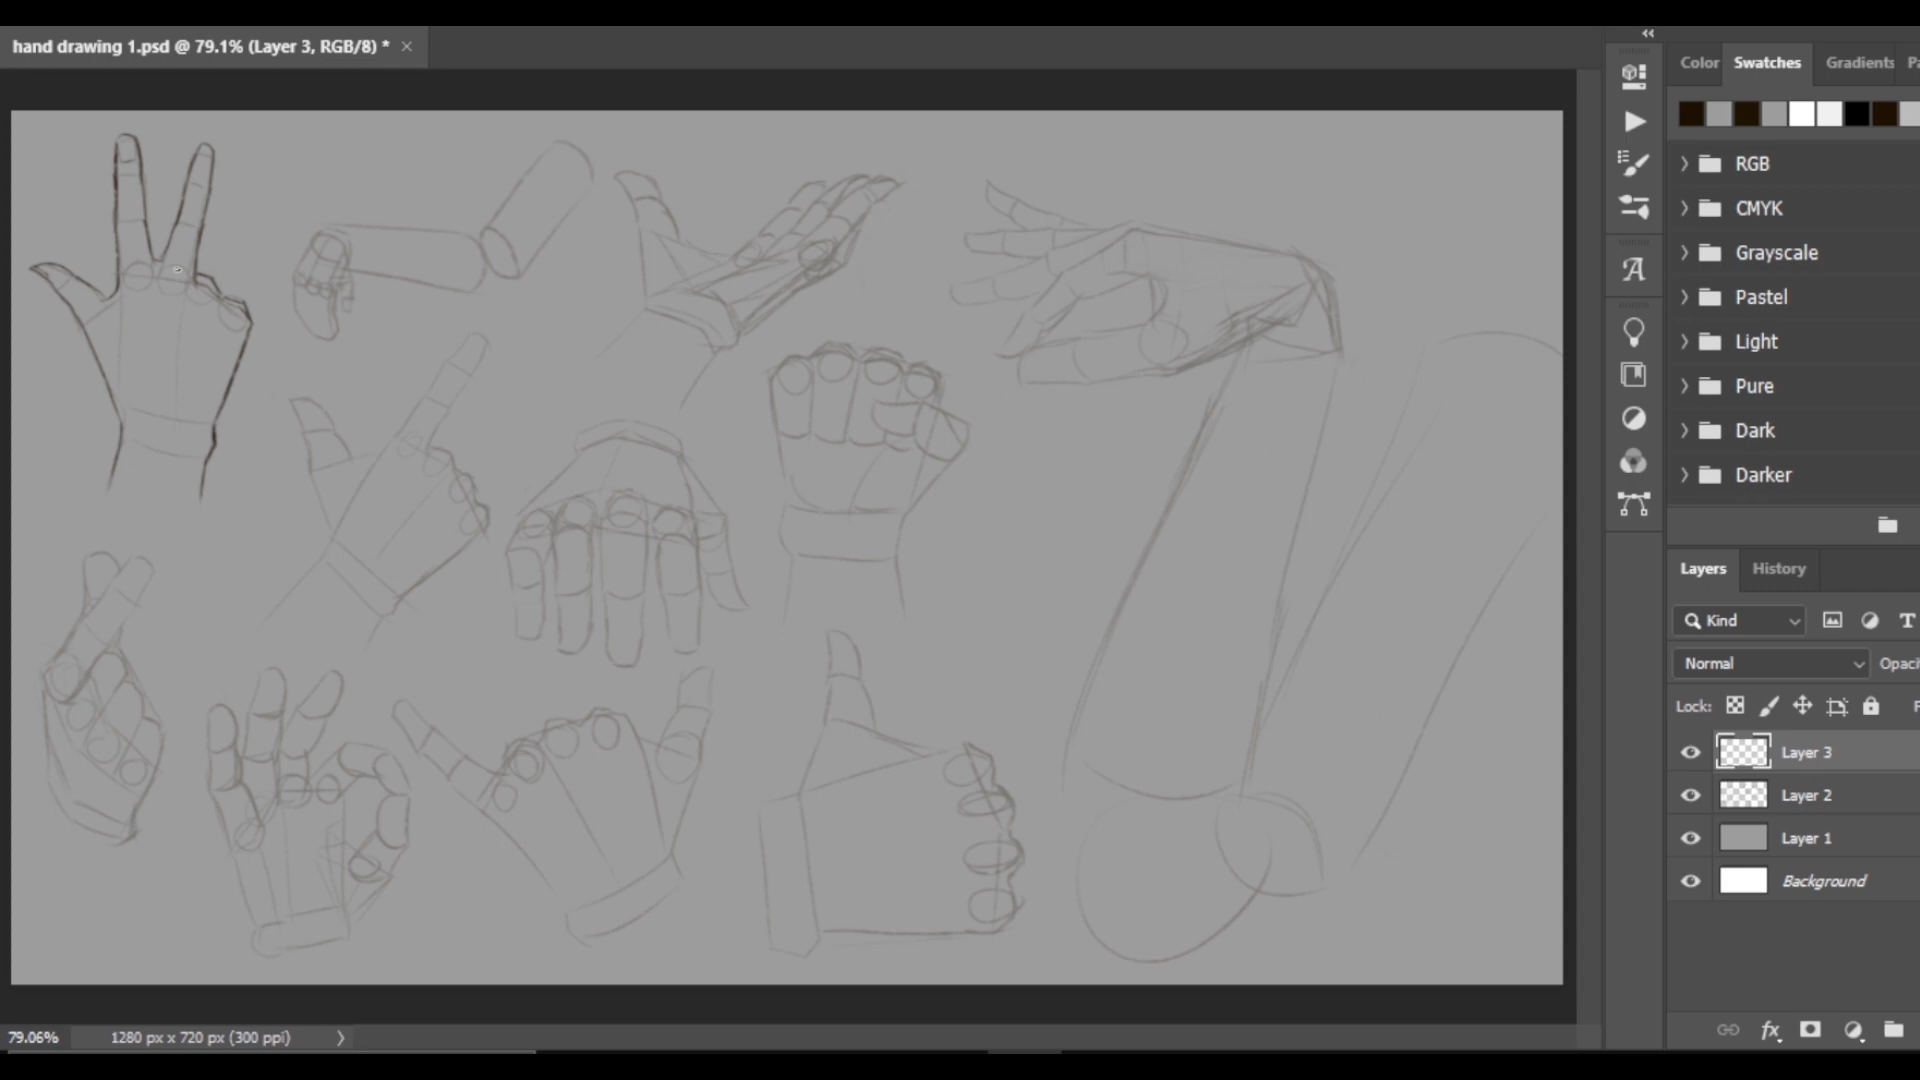 hand drawing 1.psd @ 79.1% (Layer 3, RGB/8) * ×
Color Swatches Gradients
RGB
CMYK
Grayscale
Pastel
Light
Pure
Dark
Darker
Layers History
Kind
Normal
Lock:
Layer 3
Layer 2
Layer 1
Background
fx
79.06% 1280 px x 720 px (300 ppi)